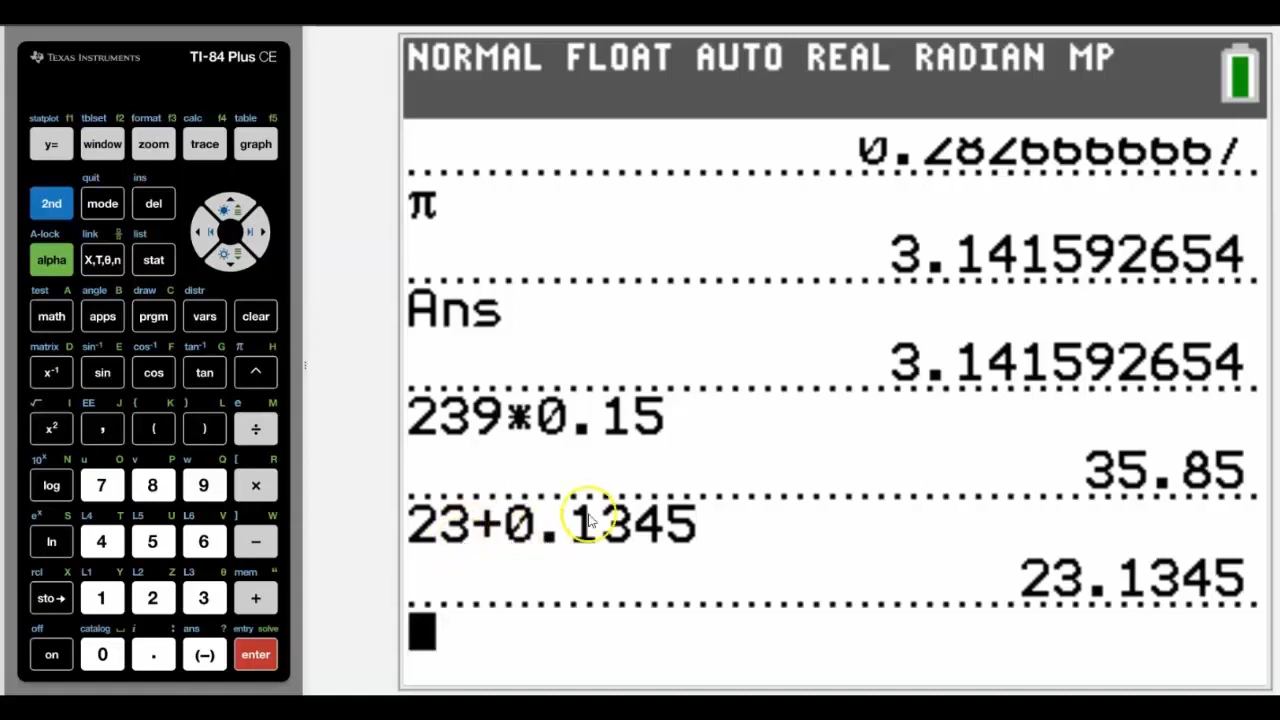 TEXAS INSTRUMENTS TI-84 Plus CE
statplot f1 tblset f2 format f3 calc f4 table f5
y= window zoom trace graph
quit ins
2nd mode del
A-lock link list
alpha X,T,θ,n stat
test A angle B draw C distr
math apps prgm vars clear
matrix D sin⁻¹ E cos⁻¹ F tan⁻¹ G π H
x⁻¹ sin cos tan ^
√ I EE J { K } L e M
x² , ( ) ÷
10ˣ N u O v P w Q [ R
log 7 8 9 ×
eˣ S L4 T L5 U L6 V ] W
ln 4 5 6 −
rcl X L1 Y L2 Z L3 θ mem "
sto→ 1 2 3 +
off catalog ␣ i : ans ? entry solve
on 0 . (−) enter
NORMAL FLOAT AUTO REAL RADIAN MP
0.2826666667
π
3.141592654
Ans
3.141592654
239*0.15
35.85
23+0.1345
23.1345